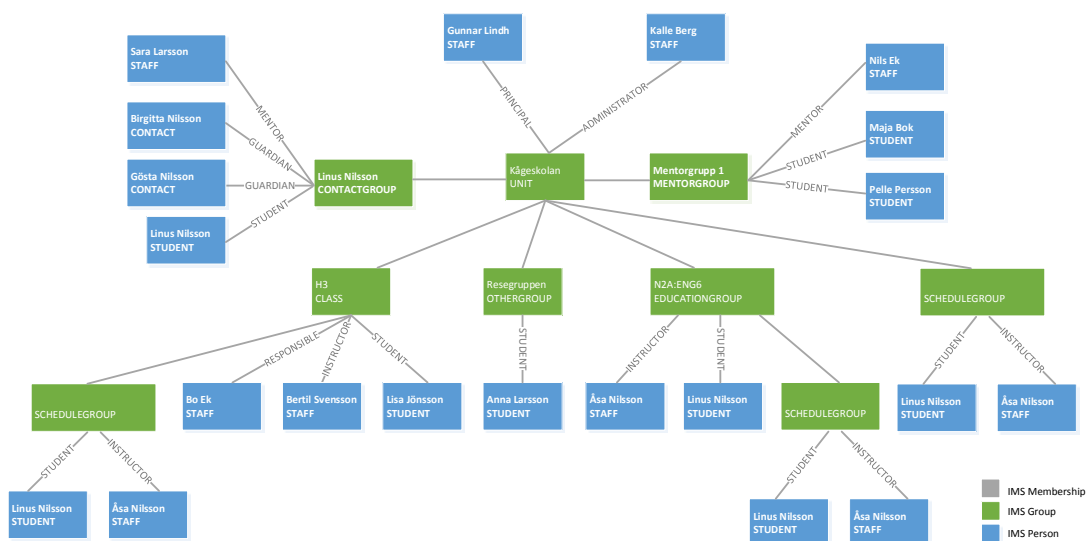 Gunnar Lindh
STAFF
Kalle Berg
STAFF
Sara Larsson
STAFF
Nils Ek
STAFF
PRINCIPAL
ADMINISTRATOR
MENTOR
MENTOR
Birgitta Nilsson
CONTACT
GUARDIAN
Maja Bok
STUDENT
STUDENT
Gösta Nilsson
CONTACT
GUARDIAN
Linus Nilsson
CONTACTGROUP
Kågeskolan
UNIT
Mentorgrupp 1
MENTORGROUP
STUDENT
Pelle Persson
STUDENT
STUDENT
Linus Nilsson
STUDENT
H3
CLASS
Resegruppen
OTHERGROUP
N2A:ENG6
EDUCATIONGROUP
SCHEDULEGROUP
RESPONSIBLE
INSTRUCTOR
STUDENT
STUDENT
INSTRUCTOR
STUDENT
STUDENT
INSTRUCTOR
SCHEDULEGROUP
Bo Ek
STAFF
Bertil Svensson
STAFF
Lisa Jönsson
STUDENT
Anna Larsson
STUDENT
Åsa Nilsson
STAFF
Linus Nilsson
STUDENT
SCHEDULEGROUP
Linus Nilsson
STUDENT
Åsa Nilsson
STAFF
STUDENT
INSTRUCTOR
STUDENT
INSTRUCTOR
Linus Nilsson
STUDENT
Åsa Nilsson
STAFF
Linus Nilsson
STUDENT
Åsa Nilsson
STAFF
IMS Membership
IMS Group
IMS Person